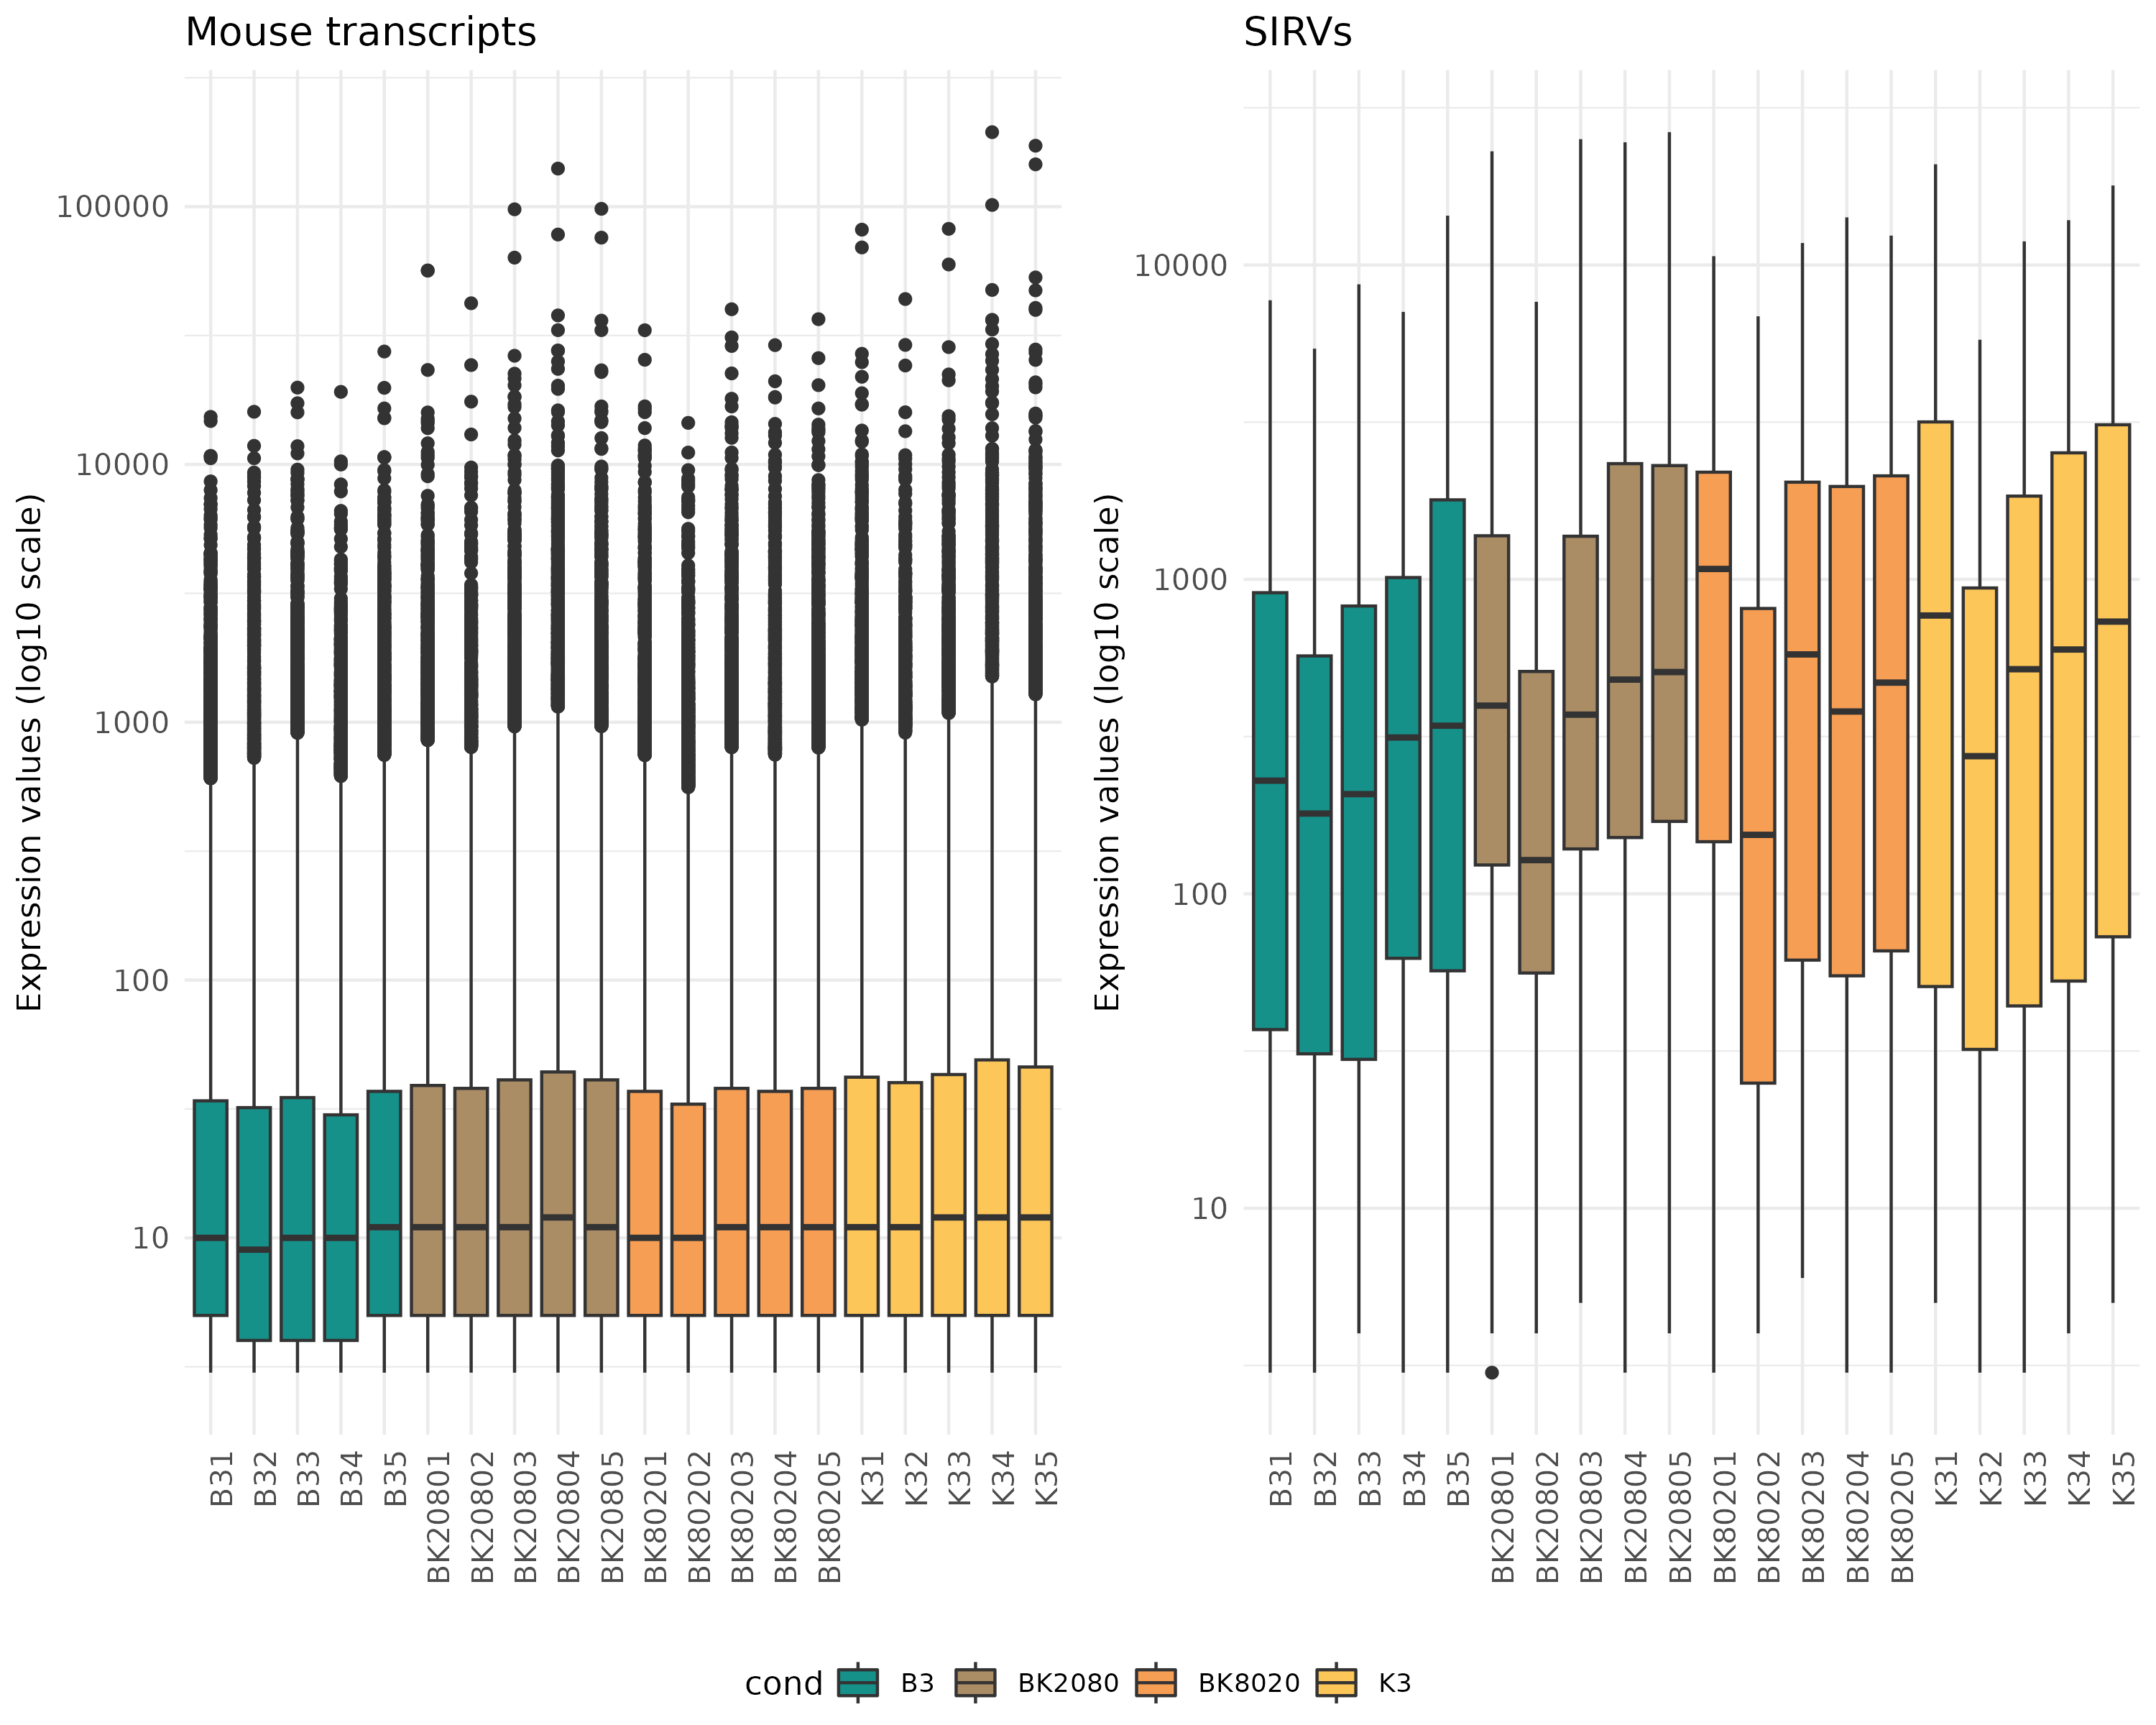 Mouse transcripts
Expression values (log10 scale)
100000
10000
1000
100
10
B31
B32
B33
B34
B35
BK20801
BK20802
BK20803
BK20804
BK20805
BK80201
BK80202
BK80203
BK80204
BK80205
K31
K32
K33
K34
K35
SIRVs
Expression values (log10 scale)
10000
1000
100
10
B31
B32
B33
B34
B35
BK20801
BK20802
BK20803
BK20804
BK20805
BK80201
BK80202
BK80203
BK80204
BK80205
K31
K32
K33
K34
K35
cond B3 BK2080 BK8020 K3